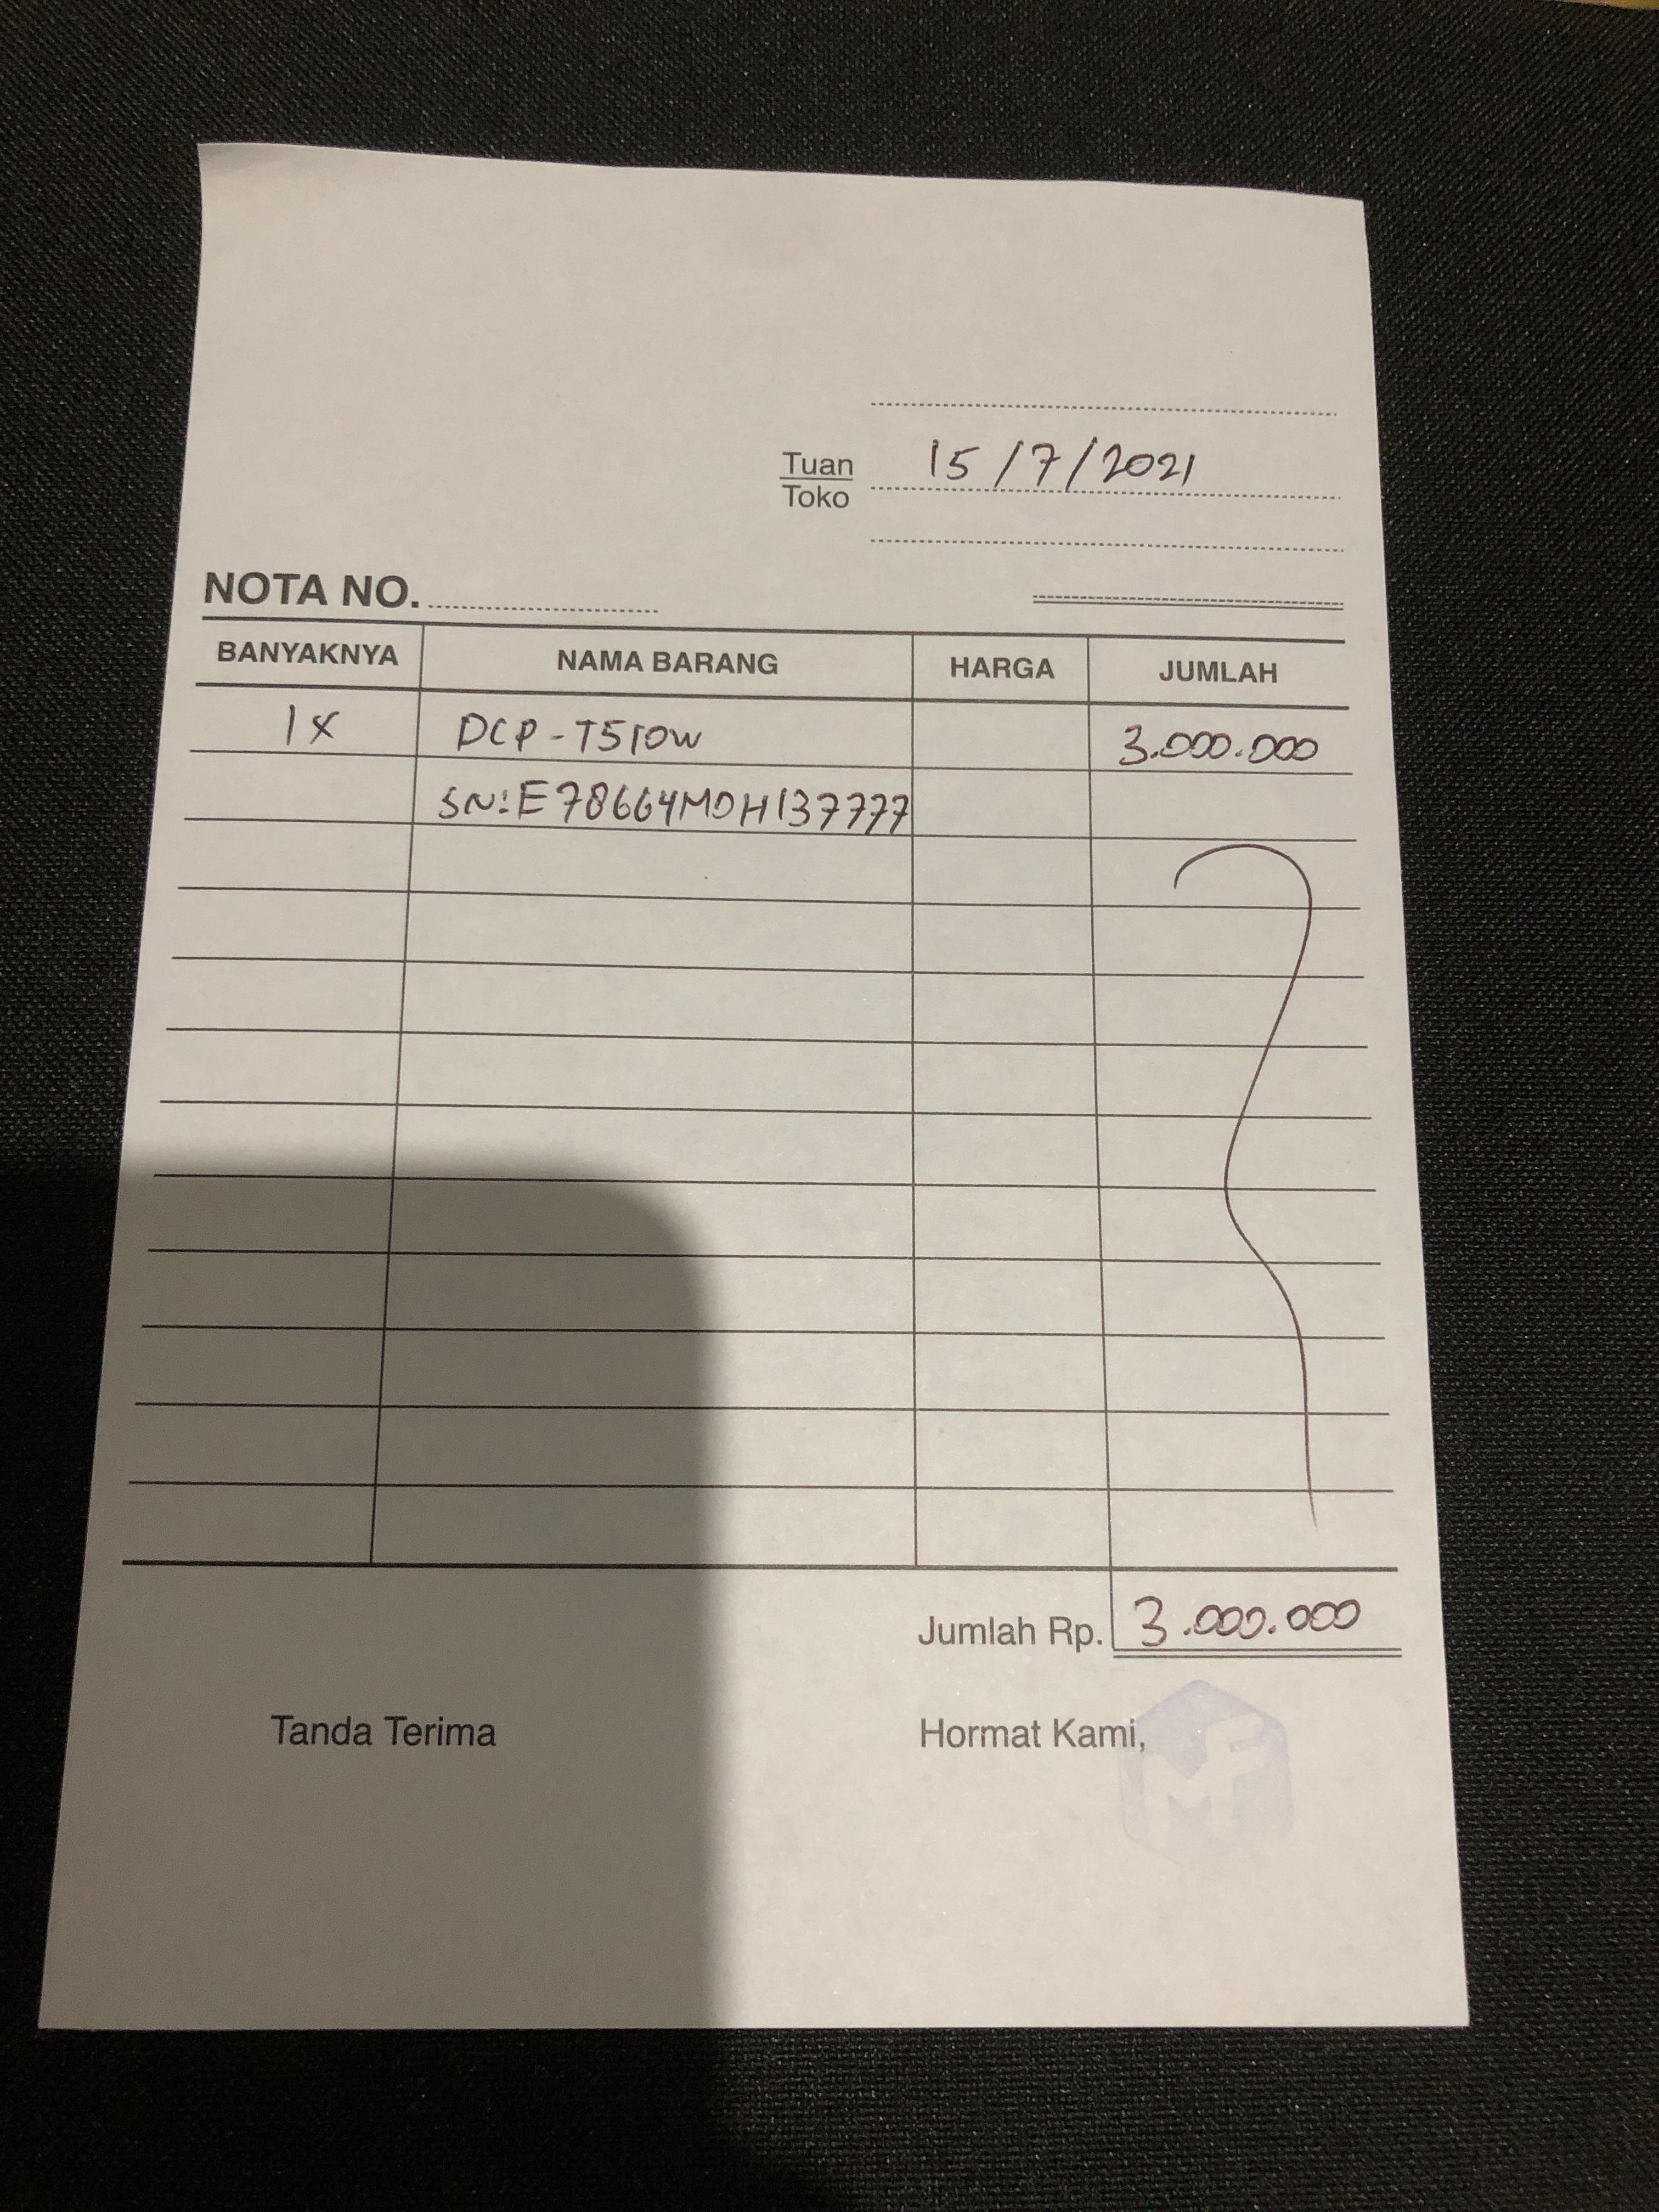 Tuan 15/7/2021
Toko
NOTA NO.
BANYAKNYA NAMA BARANG HARGA JUMLAH
1x DCP-T510W 3.000.000
SN:E78664M0H137777
Jumlah Rp. 3.000.000
Tanda Terima Hormat Kami,
MF